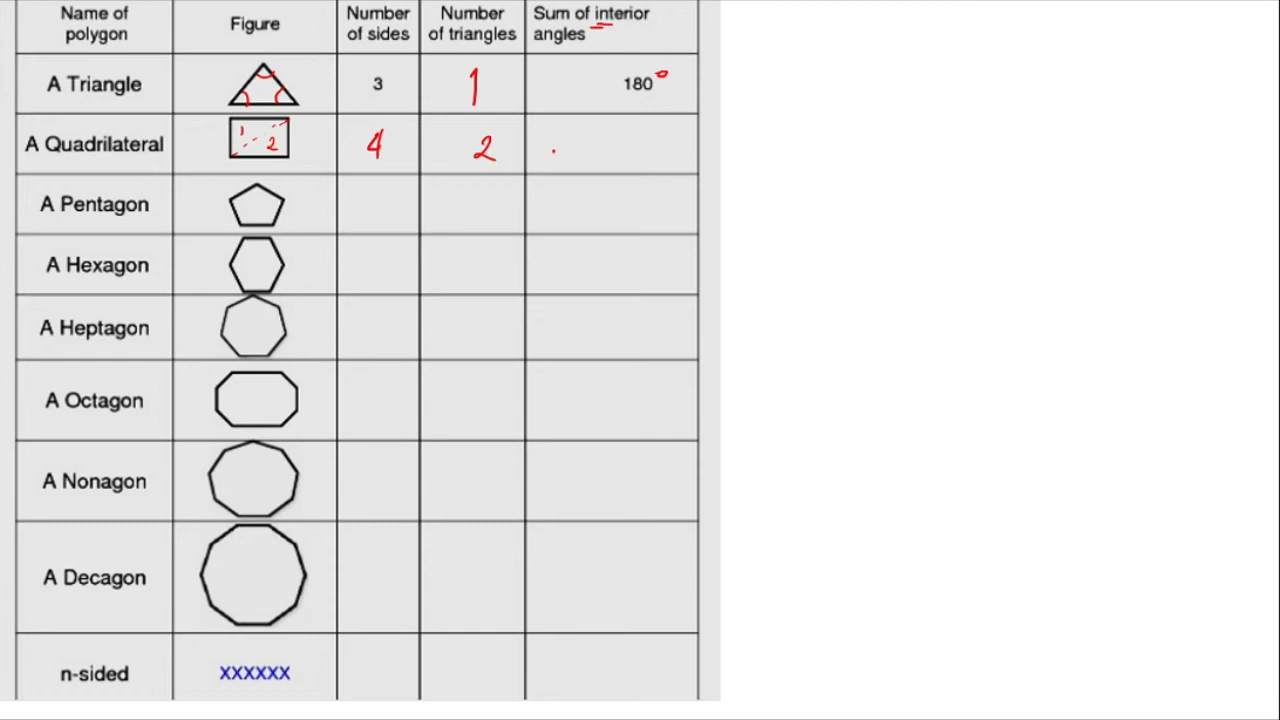 Name of polygon
Figure
Number of sides
Number of triangles
Sum of interior angles
A Triangle
3
1
180°
A Quadrilateral
1
2
4
2
A Pentagon
A Hexagon
A Heptagon
A Octagon
A Nonagon
A Decagon
n-sided
XXXXXX